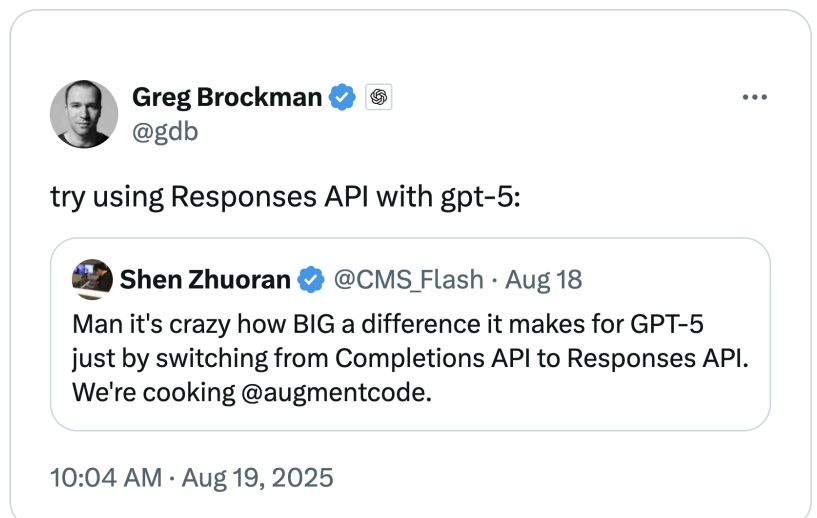 Greg Brockman
@gdb
try using Responses API with gpt-5:
Shen Zhuoran @CMS_Flash · Aug 18
Man it's crazy how BIG a difference it makes for GPT-5
just by switching from Completions API to Responses API.
We're cooking @augmentcode.
10:04 AM · Aug 19, 2025